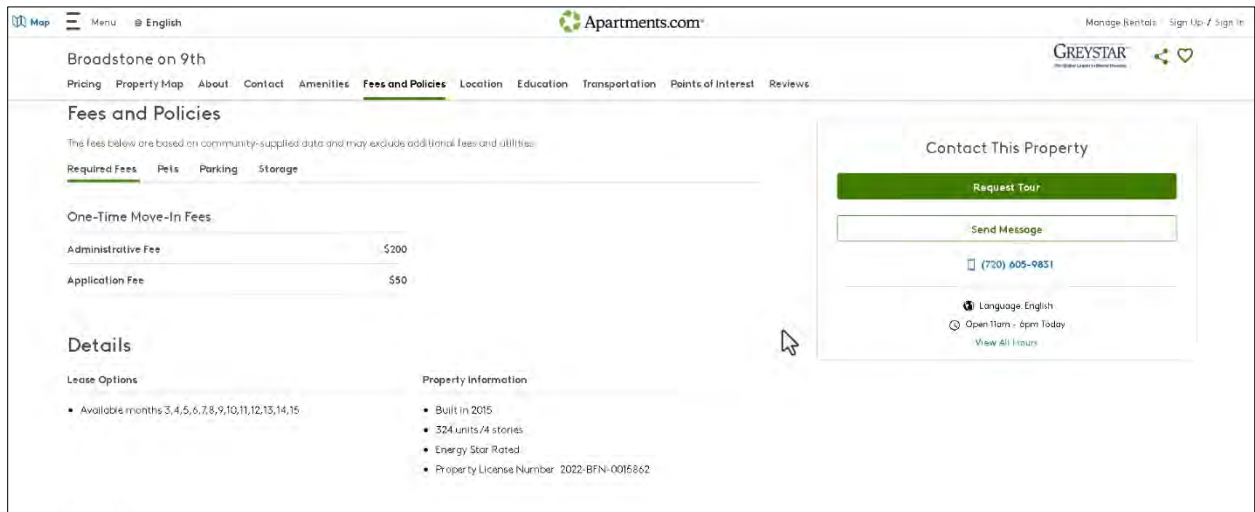 Map Menu English Apartments.com Manage Rentals Sign Up / Sign In
Broadstone on 9th
GREYSTAR
Pricing Property Map About Contact Amenities Fees and Policies Location Education Transportation Points of Interest Reviews
Fees and Policies
The fees below are based on community-supplied data and may exclude additional fees and utilities.
Required Fees Pets Parking Storage
One-Time Move-In Fees
Administrative Fee $200
Application Fee $50
Details
Lease Options
• Available months 3,4,5,6,7,8,9,10,11,12,13,14,15
Property Information
• Built in 2015
• 324 units/4 stories
• Energy Star Rated
• Property License Number 2022-BFN-0015862
Contact This Property
Request Tour
Send Message
(720) 605-9831
Language: English
Open 11am - 6pm Today
View All Hours